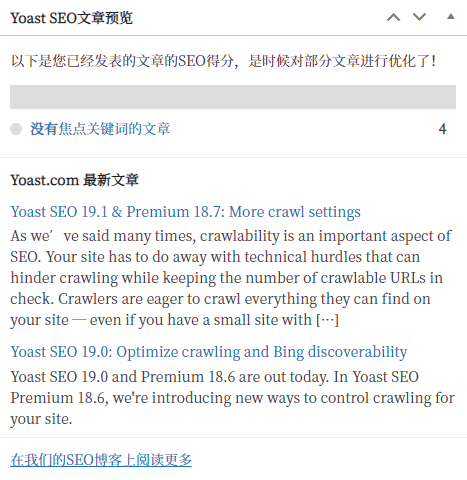 Yoast SEO文章预览
以下是您已经发表的文章的SEO得分，是时候对部分文章进行优化了！
没有焦点关键词的文章 4
Yoast.com 最新文章
Yoast SEO 19.1 & Premium 18.7: More crawl settings
As we’ve said many times, crawlability is an important aspect of
SEO. Your site has to do away with technical hurdles that can
hinder crawling while keeping the number of crawlable URLs in
check. Crawlers are eager to crawl everything they can find on
your site — even if you have a small site with […]
Yoast SEO 19.0: Optimize crawling and Bing discoverability
Yoast SEO 19.0 and Premium 18.6 are out today. In Yoast SEO
Premium 18.6, we're introducing new ways to control crawling for
your site.
在我们的SEO博客上阅读更多